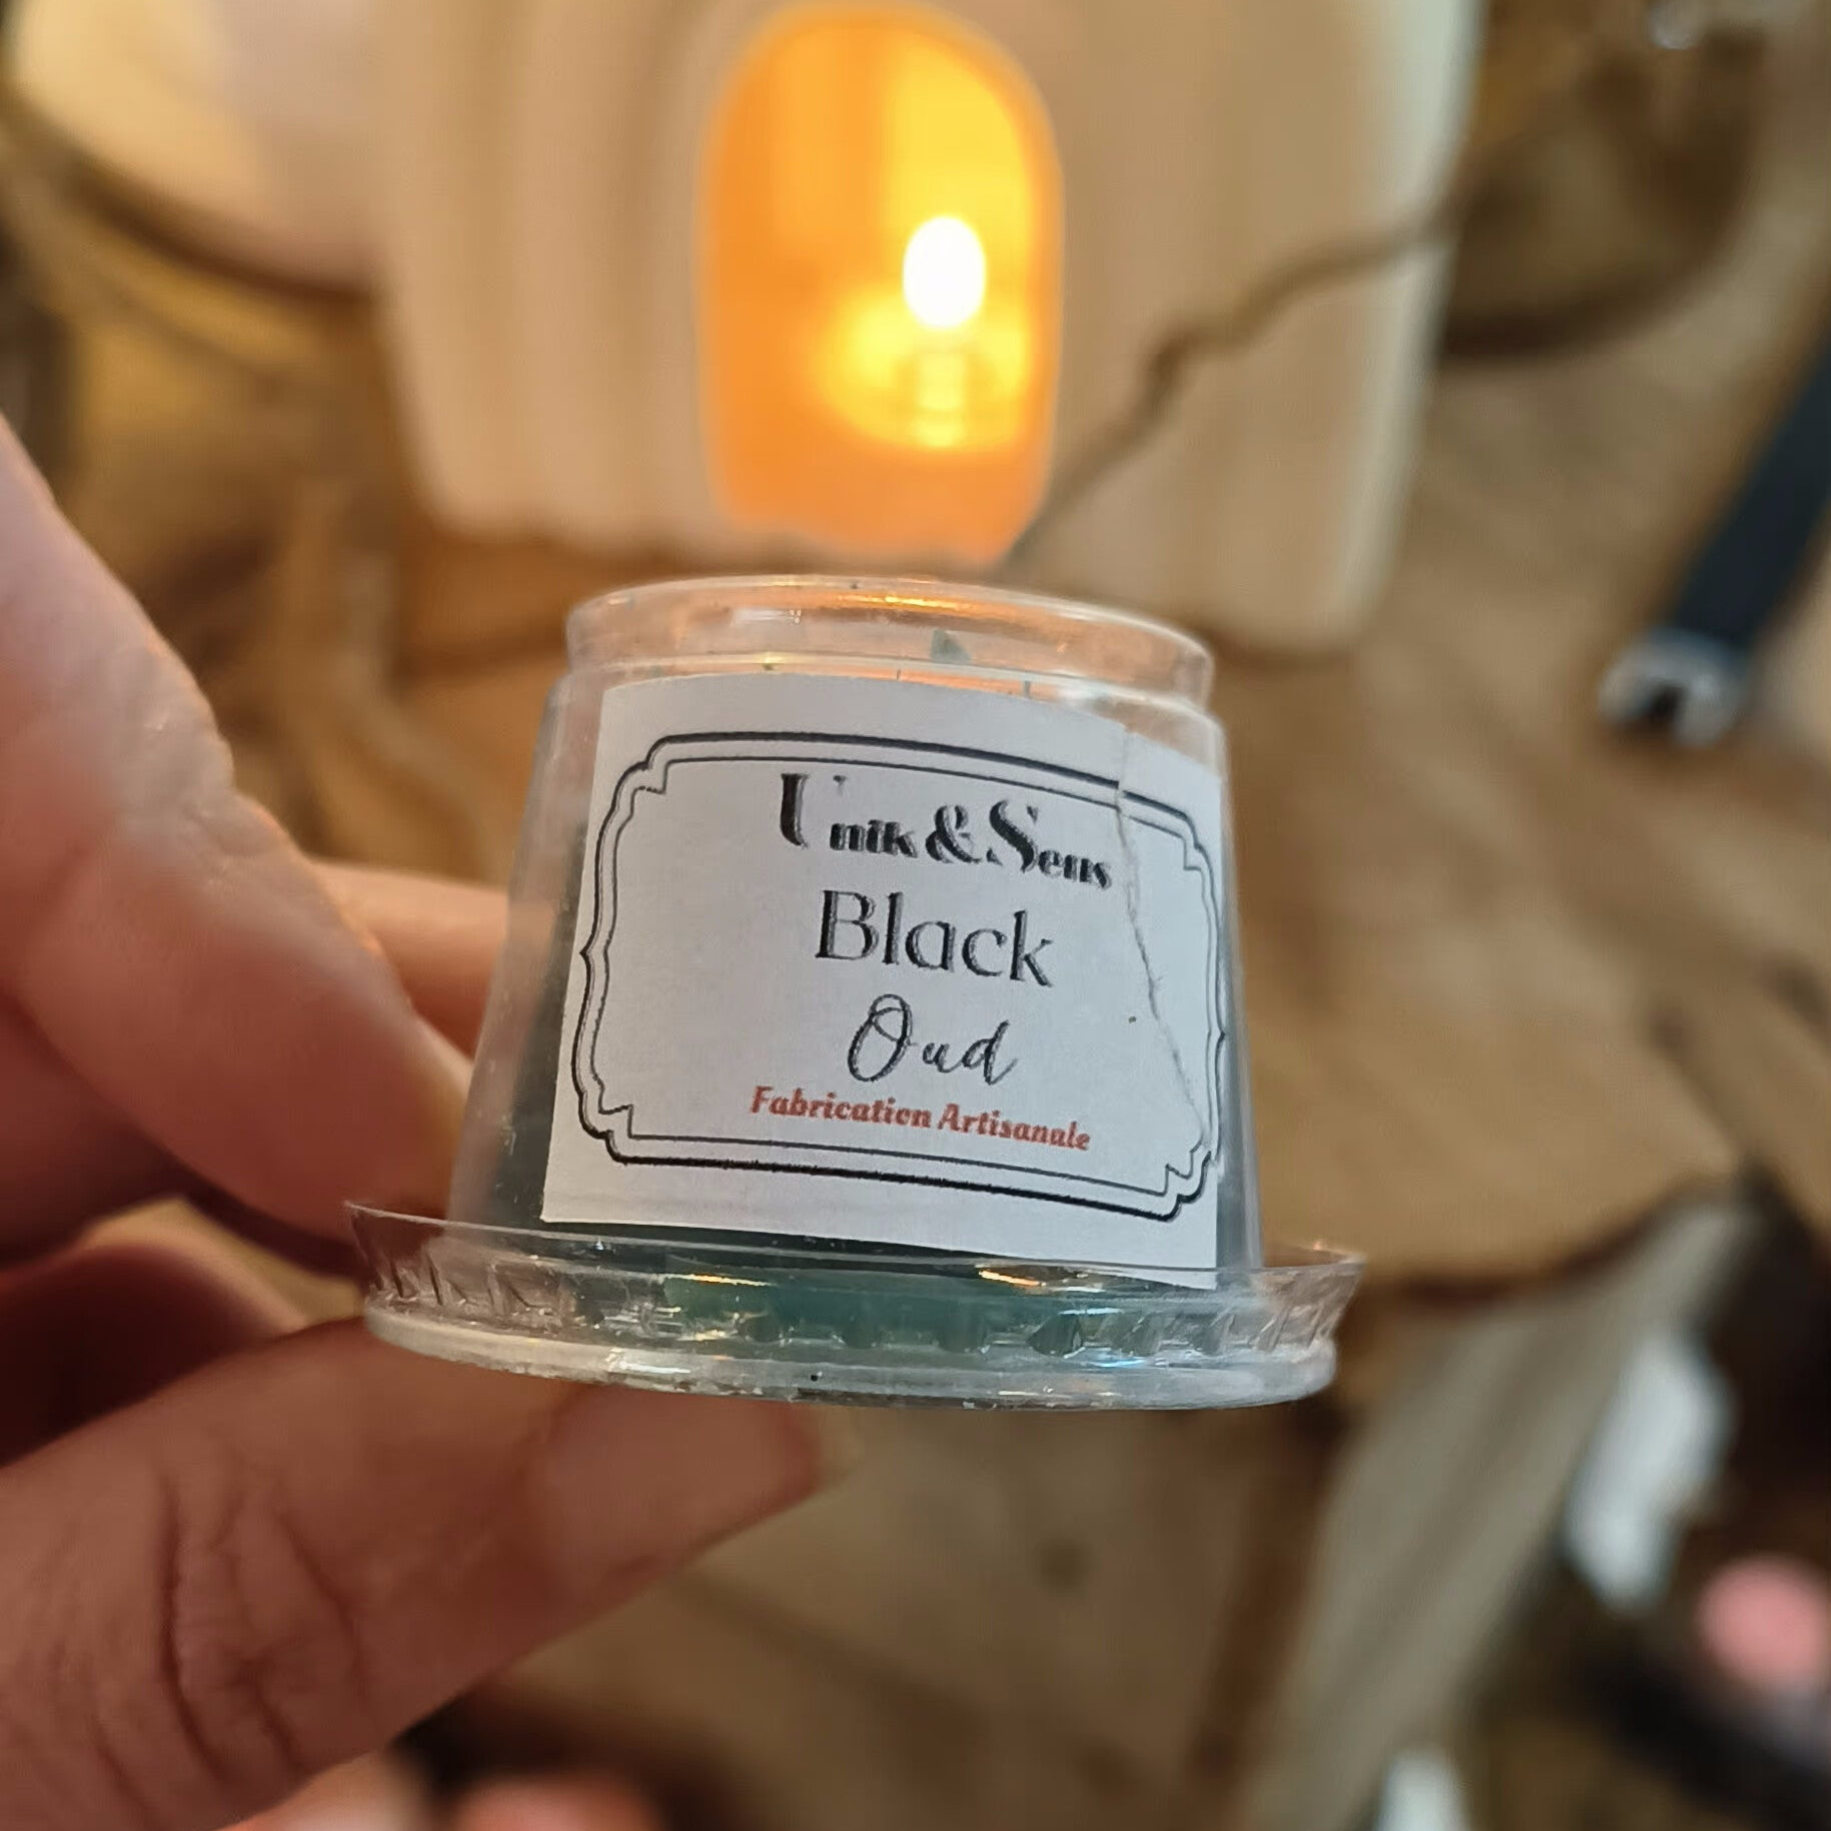 Unik & Sens
Black
Oud
Fabrication Artisanale